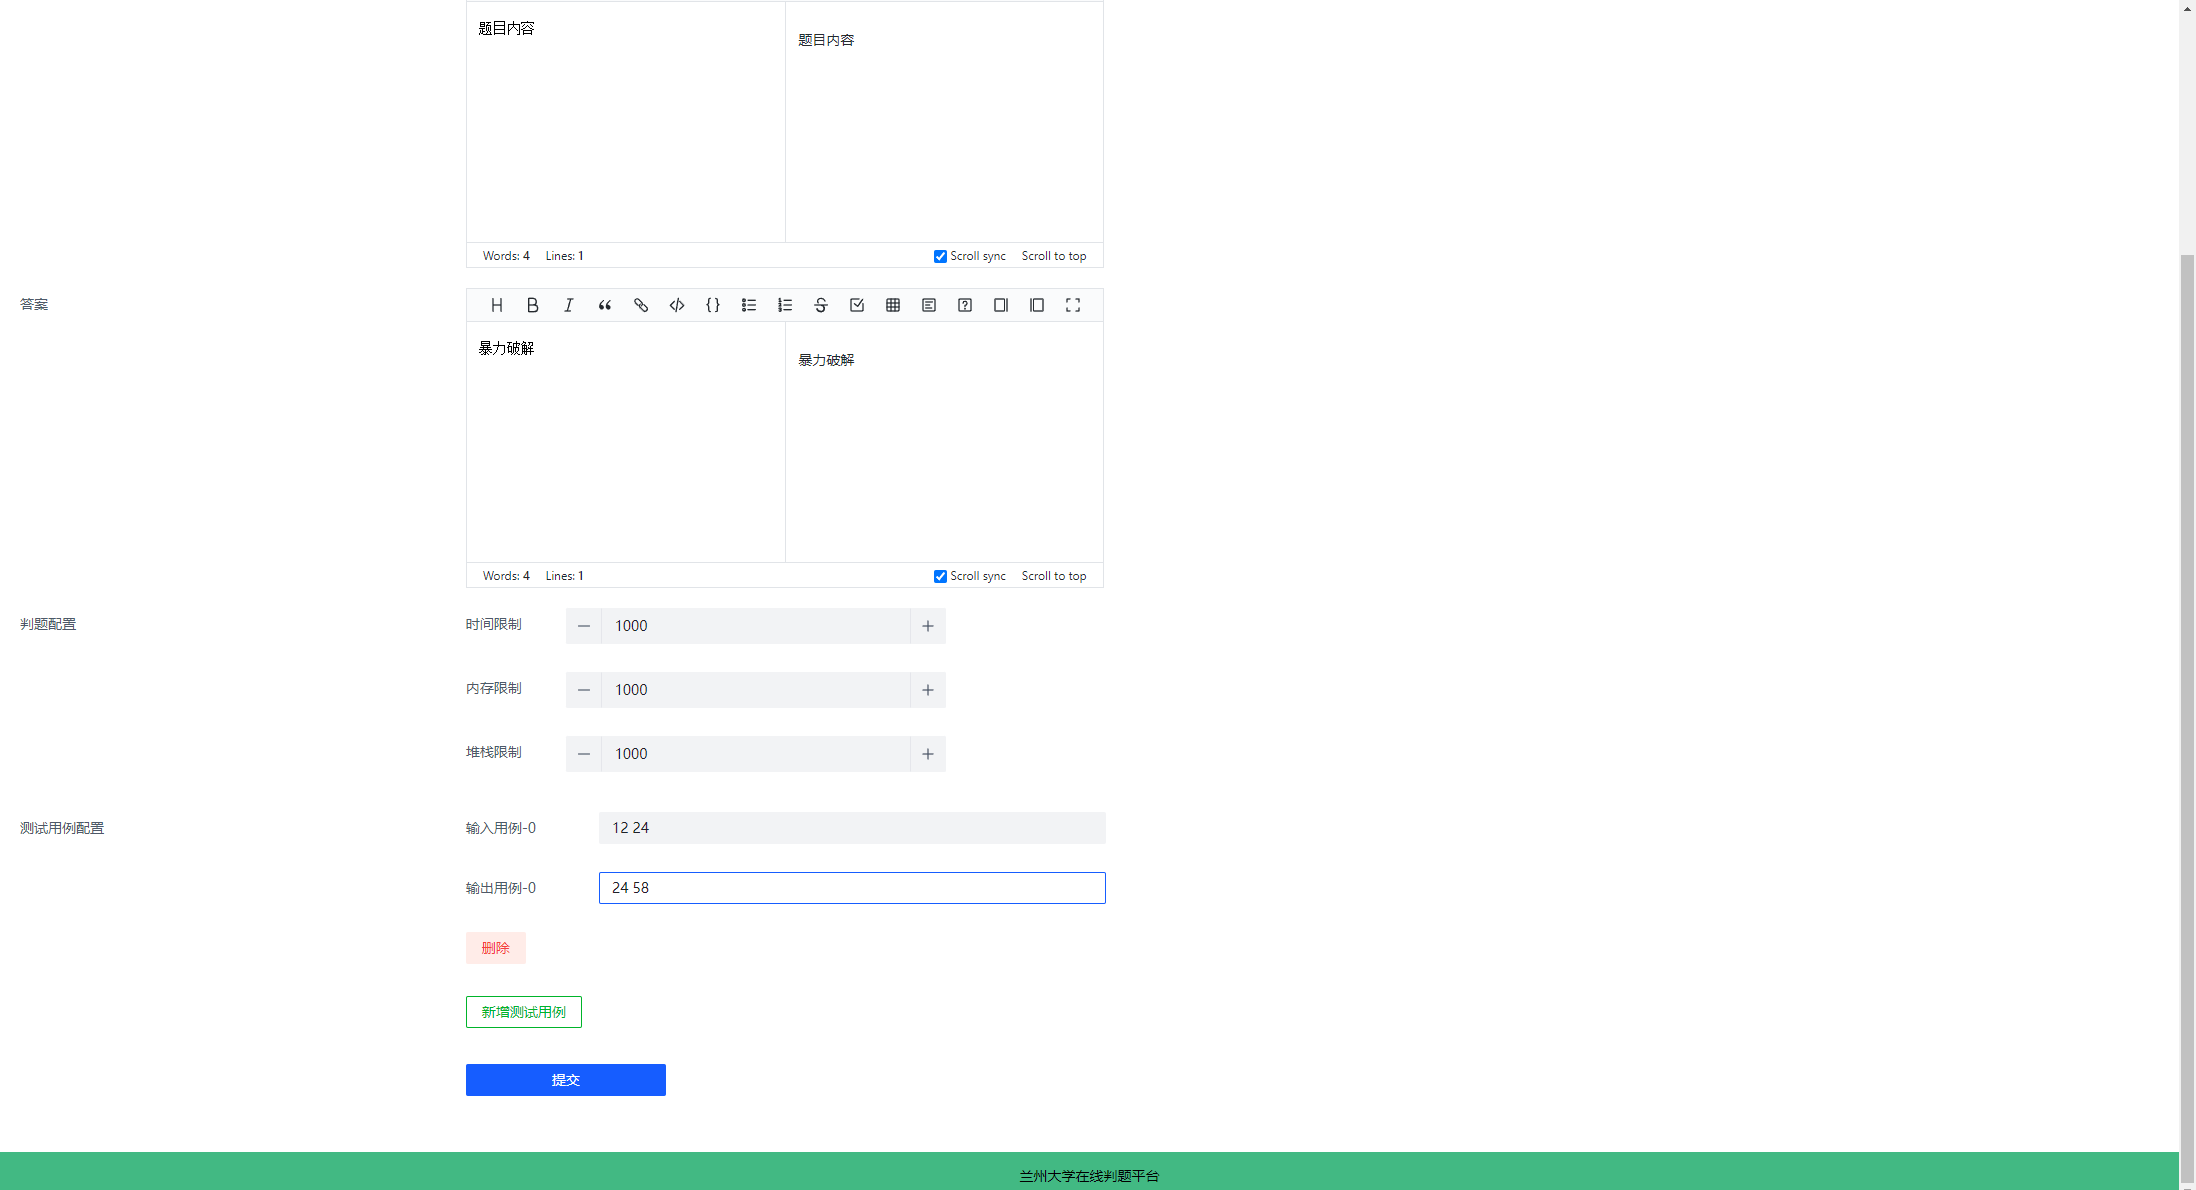 题目内容
题目内容
Words: 4 Lines: 1 Scroll sync Scroll to top
答案
暴力破解
暴力破解
Words: 4 Lines: 1 Scroll sync Scroll to top
判题配置
时间限制 1000
内存限制 1000
堆栈限制 1000
测试用例配置
输入用例-0 12 24
输出用例-0 24 58
删除
新增测试用例
提交
兰州大学在线判题平台